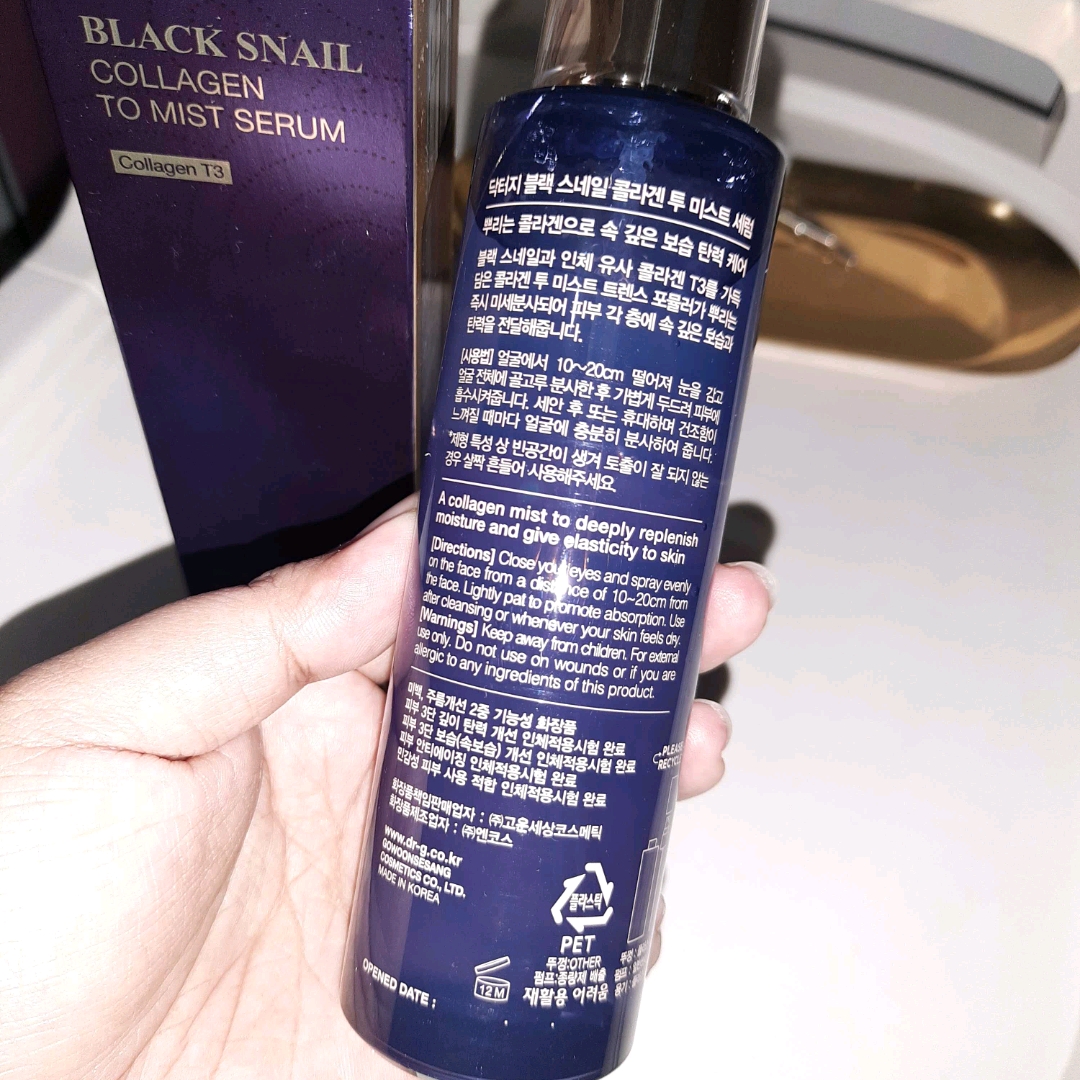 BLACK SNAIL
COLLAGEN
TO MIST SERUM
Collagen T3
닥터지 블랙 스네일 콜라겐 투 미스트 세럼
뿌리는 콜라겐으로 속 깊은 보습 탄력 케어
블랙 스네일과 인체 유사 콜라겐 T3를 가득
담은 콜라겐 투 미스트 트렌스 포뮬러가 뿌리는
즉시 미세분사되어 피부 각 층에 속 깊은 보습과
탄력을 전달해줍니다.
[사용법] 얼굴에서 10~20cm 떨어져 눈을 감고
얼굴 전체에 골고루 분사한 후 가볍게 두드려 피부에
흡수시켜줍니다. 세안 후 또는 휴대하며 건조함이
느껴질 때마다 얼굴에 충분히 분사하여 줍니다.
*제형 특성 상 빈공간이 생겨 토출이 잘 되지 않는
경우 살짝 흔들어 사용해주세요.
A collagen mist to deeply replenish
moisture and give elasticity to skin
[Directions] Close your eyes and spray evenly
on the face from a distance of 10~20cm from
the face. Lightly pat to promote absorption. Use
after cleansing or whenever your skin feels dry.
[Warnings] Keep away from children. For external
use only. Do not use on wounds or if you are
allergic to any ingredients of this product.
미백, 주름개선 2중 기능성 화장품
피부 3단 깊이 탄력 개선 인체적용시험 완료
피부 3단 보습(속보습) 개선 인체적용시험 완료
피부 안티에이징 인체적용시험 완료
민감성 피부 사용 적합 인체적용시험 완료
화장품책임판매업자 : ㈜고운세상코스메틱
화장품제조업자 : ㈜엔코스
www.dr-g.co.kr
GOWOONSESANG
COSMETICS CO., LTD.
MADE IN KOREA
PLEASE
RECYCLE
플라스틱
PET
뚜껑:OTHER
펌프:종량제 배출
재활용 어려움
뚜껑 :
펌프 :
용기 :
OPENED DATE :
12M